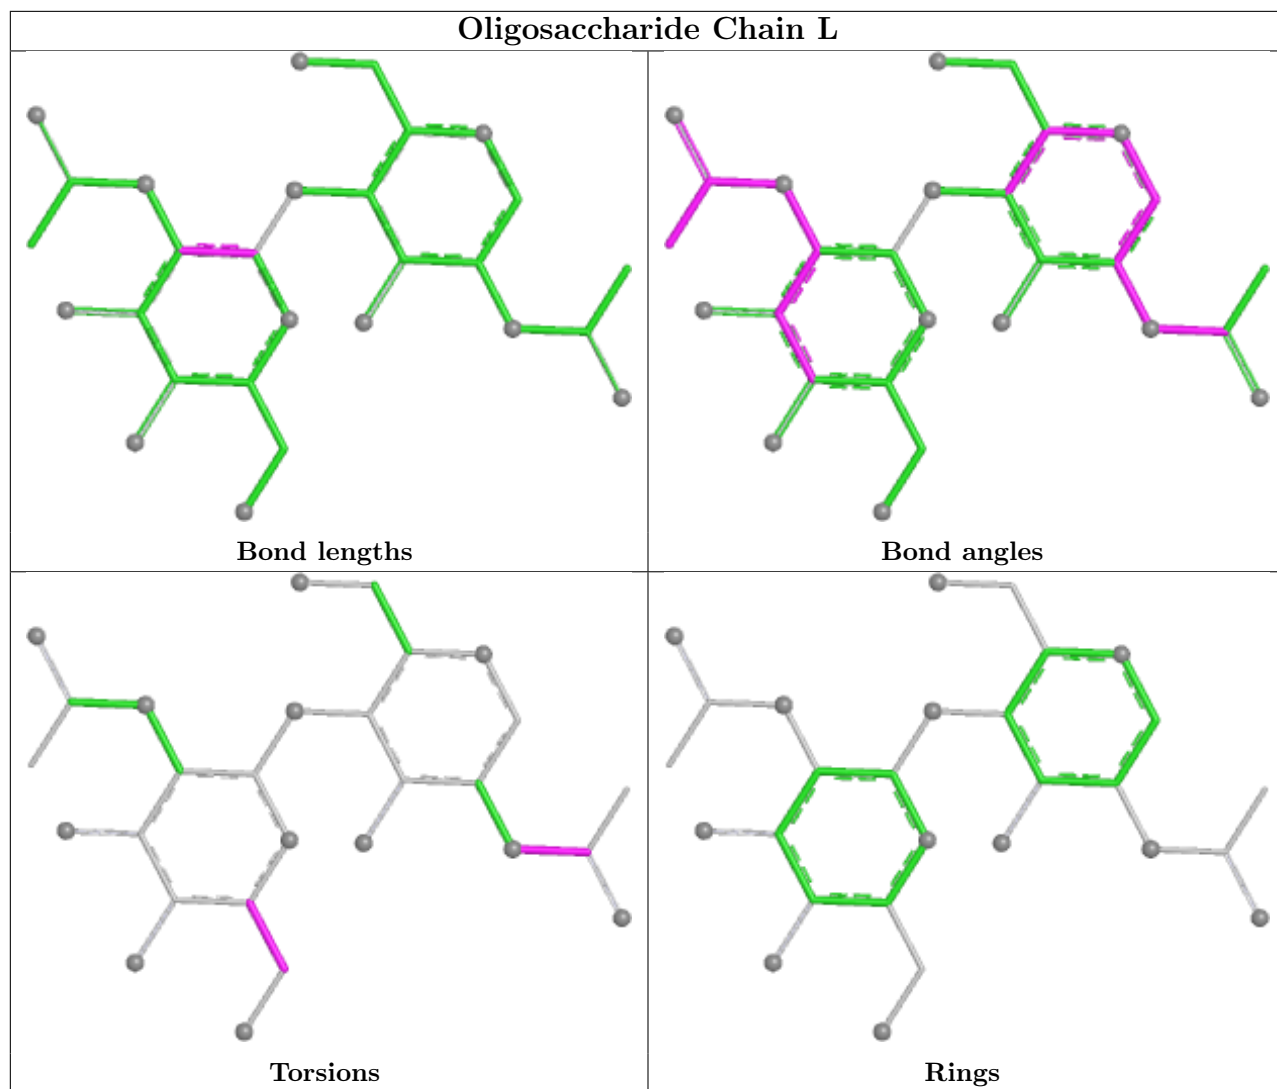 Oligosaccharide Chain L
Bond lengths
Bond angles
Torsions
Rings